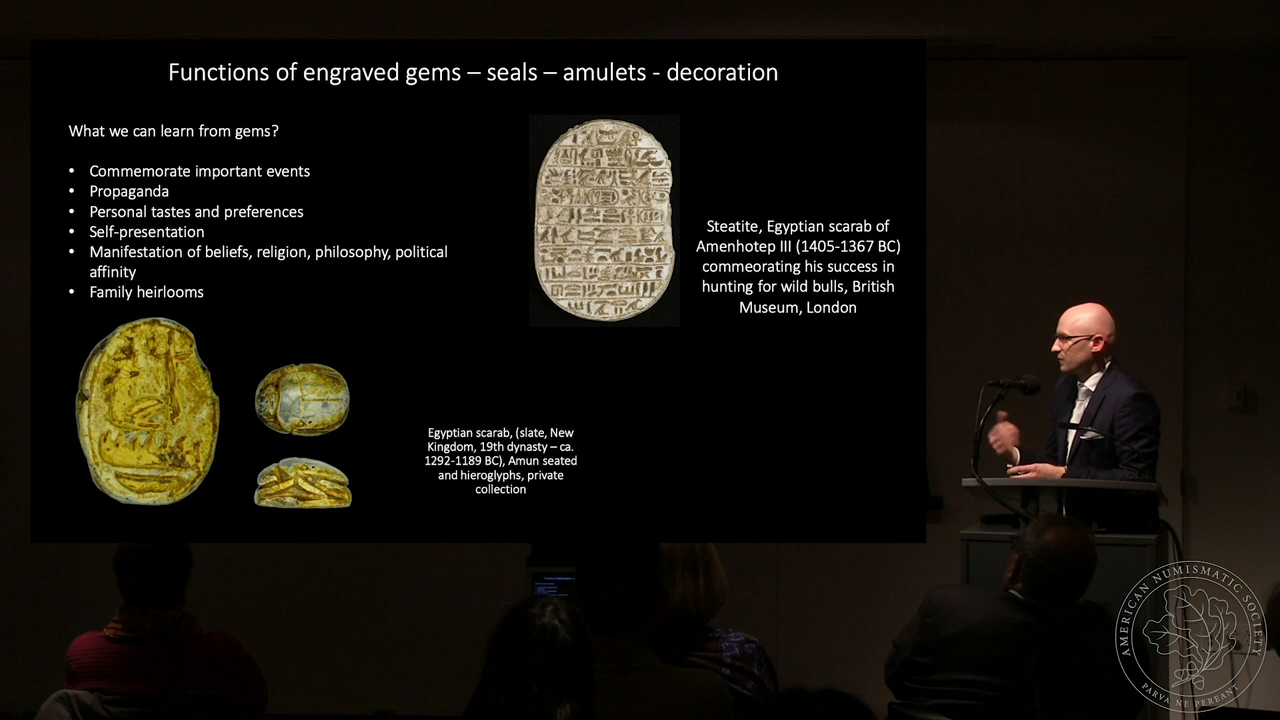 Functions of engraved gems – seals – amulets - decoration
What we can learn from gems?
• Commemorate important events
• Propaganda
• Personal tastes and preferences
• Self-presentation
• Manifestation of beliefs, religion, philosophy, political
affinity
• Family heirlooms
Steatite, Egyptian scarab of
Amenhotep III (1405-1367 BC)
commeorating his success in
hunting for wild bulls, British
Museum, London
Egyptian scarab, (slate, New
Kingdom, 19th dynasty – ca.
1292-1189 BC), Amun seated
and hieroglyphs, private
collection
AMERICAN NUMISMATIC SOCIETY
PARVA NE PEREANT